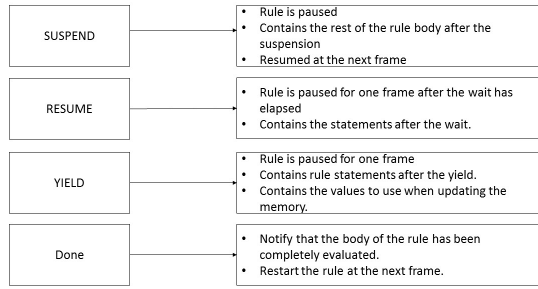 SUSPEND
• Rule is paused
• Contains the rest of the rule body after the
suspension
• Resumed at the next frame
RESUME
• Rule is paused for one frame after the wait has
elapsed
• Contains the statements after the wait.
YIELD
• Rule is paused for one frame
• Contains rule statements after the yield.
• Contains the values to use when updating the
memory.
Done
• Notify that the body of the rule has been
completely evaluated.
• Restart the rule at the next frame.